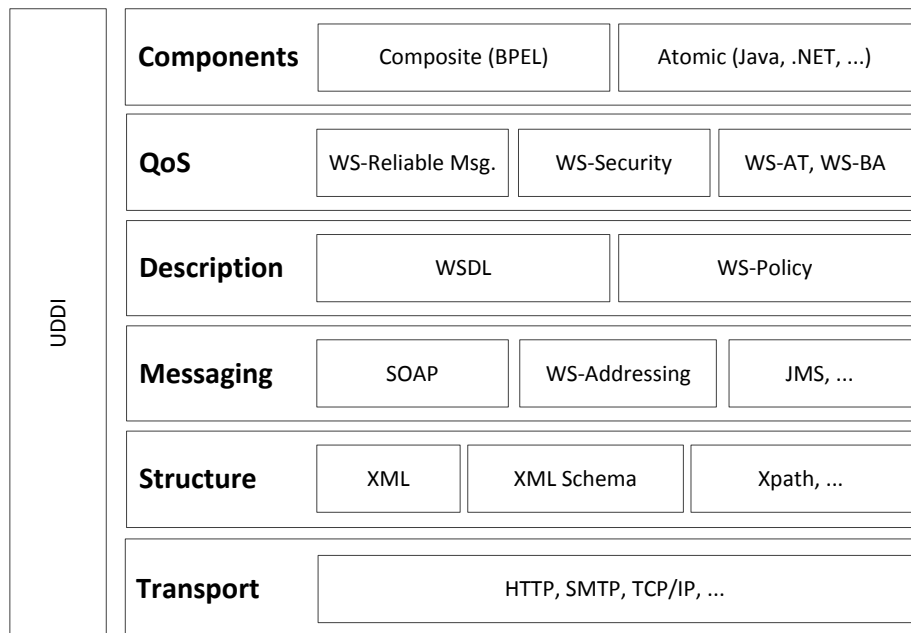 UDDI
Components
Composite (BPEL)
Atomic (Java, .NET, ...)
QoS
WS-Reliable Msg.
WS-Security
WS-AT, WS-BA
Description
WSDL
WS-Policy
Messaging
SOAP
WS-Addressing
JMS, ...
Structure
XML
XML Schema
Xpath, ...
Transport
HTTP, SMTP, TCP/IP, ...